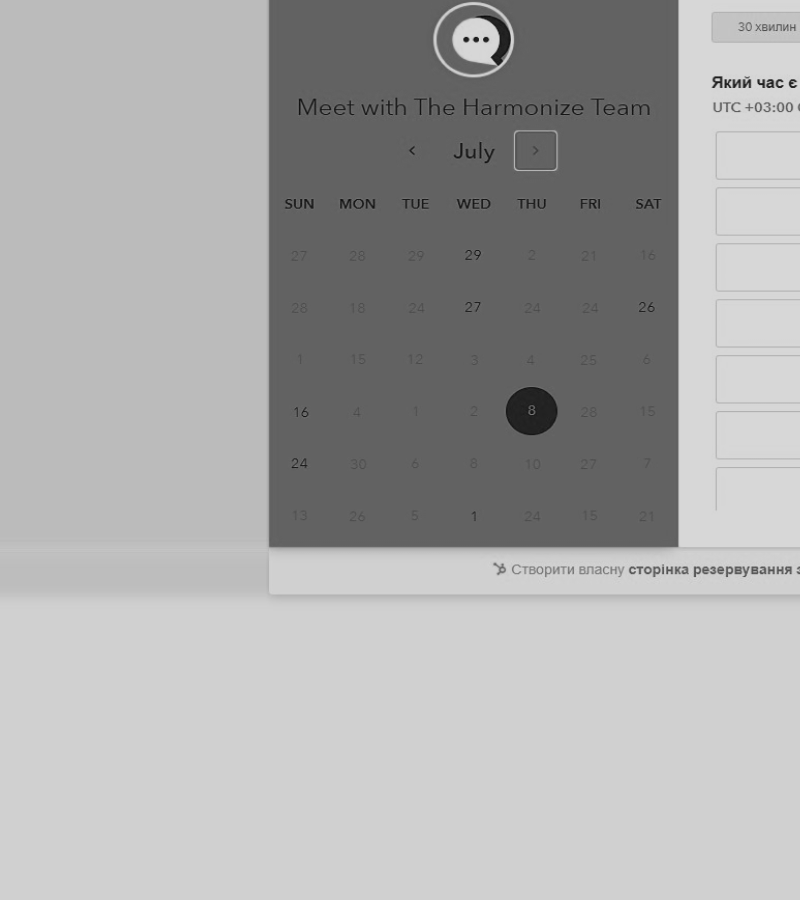 30 хвилин
Meet with The Harmonize Team
Який час є
July
UTC +03:00
SUN MON TUE WED THU FRI SAT
27 28 29 29 2 21 16
28 18 24 27 24 24 26
1 15 12 3 4 25 6
16 4 1 2 8 28 15
24 30 6 8 10 27 7
13 26 5 1 24 15 21
Створити власну сторінка резервування з